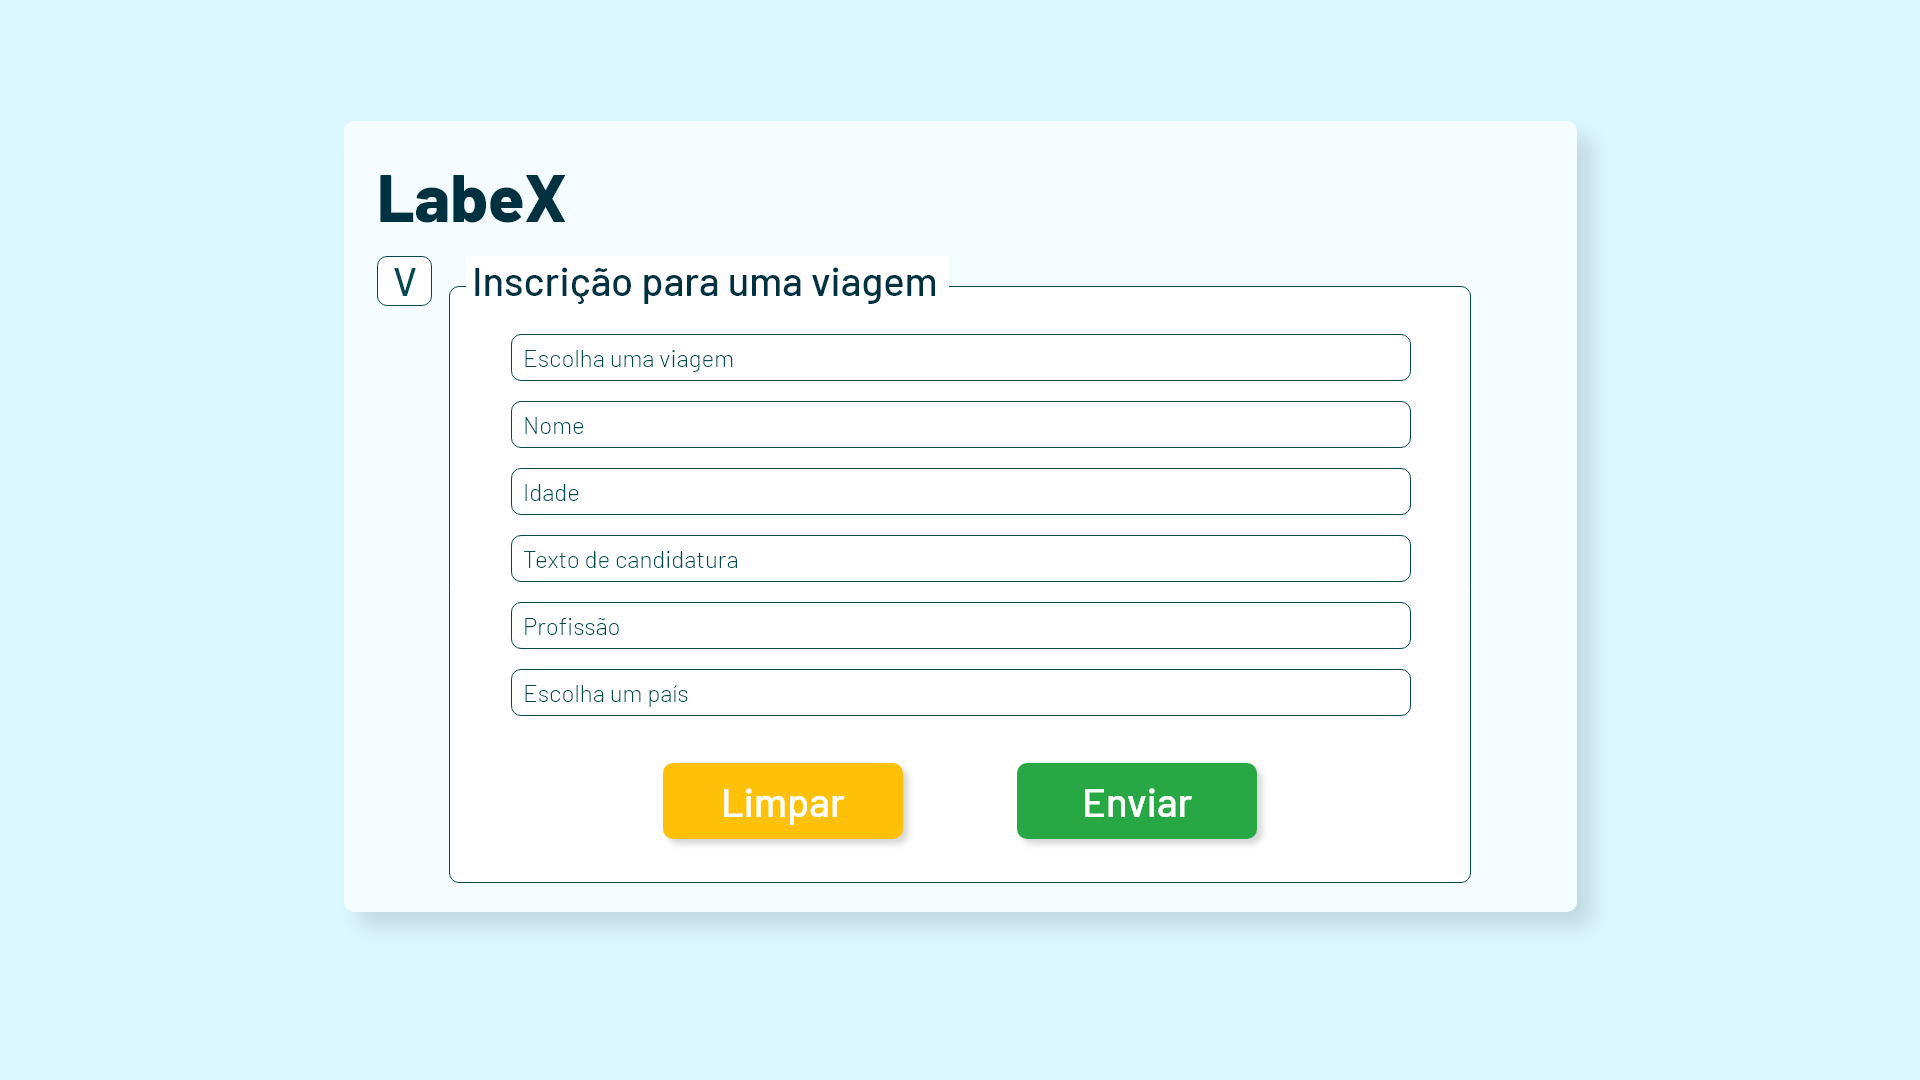 LabeX
V
Inscrição para uma viagem
Escolha uma viagem
Nome
Idade
Texto de candidatura
Profissão
Escolha um país
Limpar
Enviar